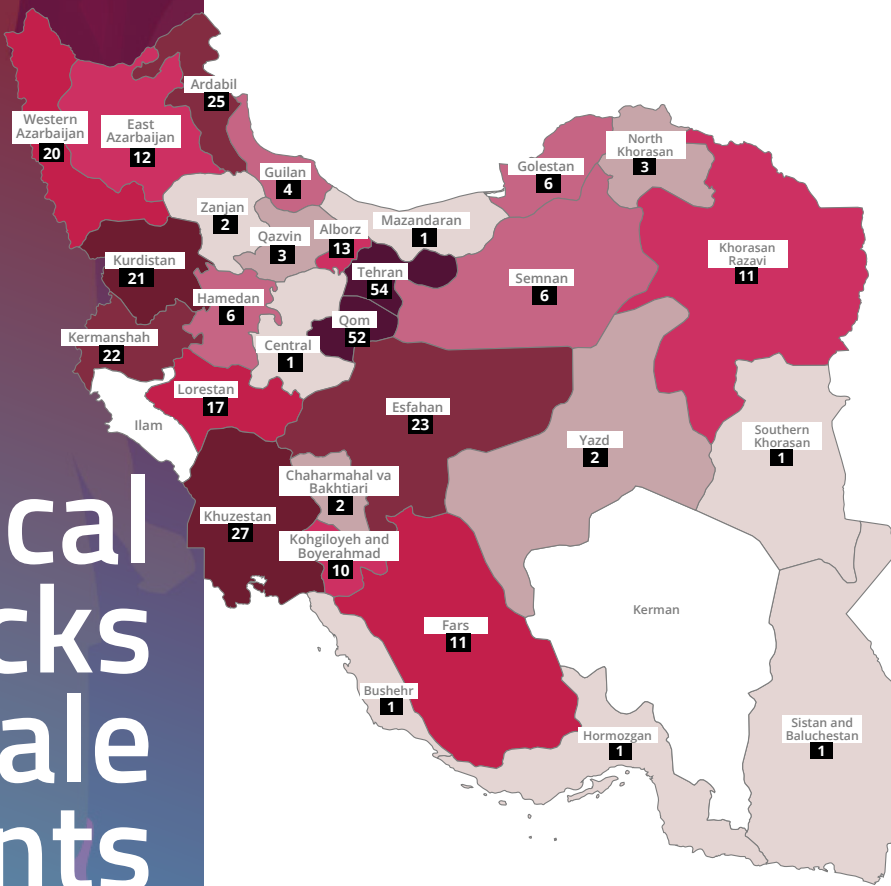 Ardabil
25
Western
Azarbaijan
20
East
Azarbaijan
12
Guilan
4
Golestan
6
North
Khorasan
3
Zanjan
2
Qazvin
3
Alborz
13
Mazandaran
1
Kurdistan
21
Tehran
54
Semnan
6
Khorasan
Razavi
11
Hamedan
6
Qom
52
Kermanshah
22
Central
1
Lorestan
17
Ilam
Esfahan
23
Yazd
2
Southern
Khorasan
1
Chaharmahal va
Bakhtiari
2
Khuzestan
27
Kohgiloyeh and
Boyerahmad
10
Kerman
Fars
11
Bushehr
1
Hormozgan
1
Sistan and
Baluchestan
1
cal
cks
ale
nts